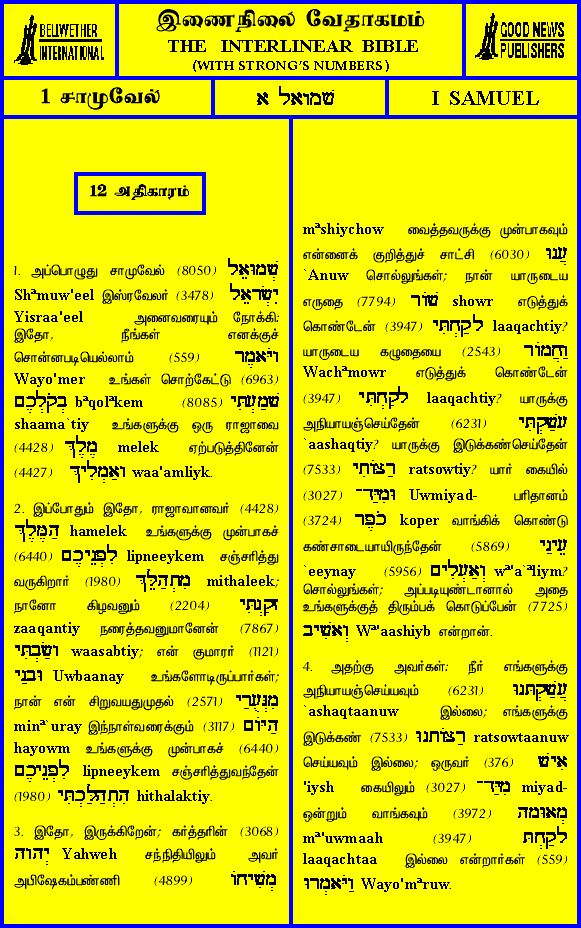 BELLWETHER
INTERNATIONAL
இணைநிலை வேதாகமம்
THE INTERLINEAR BIBLE
(WITH STRONG'S NUMBERS)
GOOD NEWS
PUBLISHERS
1 சாமுவேல்
שמואל א
I SAMUEL
12 அதிகாரம்
1. அப்பொழுது சாமுவேல் (8050) שְׁמוּאֵל
Shᵊmuw'eel இஸ்ரவேலர் (3478) יִשְׂרָאֵל
Yisraa'eel அனைவரையும் நோக்கி:
இதோ, நீங்கள் எனக்குச்
சொன்னபடியெல்லாம் (559) וַיֹּאמֶר
Wayo'mer உங்கள் சொற்கேட்டு (6963)
בְקֹלְכֶם bᵊqolᵊkem (8085) שָׁמַעְתִּי
shaama`tiy உங்களுக்கு ஒரு ராஜாவை
(4428) מֶלֶךְ melek ஏற்படுத்தினேன்
(4427) וָאַמְלִיךְ waa'amliyk.
2. இப்போதும் இதோ, ராஜாவானவர் (4428)
הַמֶּלֶךְ hamelek உங்களுக்கு முன்பாகச்
(6440) לִפְנֵיכֶם lipneeykem சஞ்சரித்து
வருகிறார் (1980) מִתְהַלֵּךְ mithaleek;
நானோ கிழவனும் (2204) זָקַנְתִּי
zaaqantiy நரைத்தவனுமானேன் (7867)
וָשַׂבְתִּי waasabtiy; என் குமாரர் (1121)
וּבָנַי Uwbaanay உங்களோடிருப்பார்கள்;
நான் என் சிறுவயதுமுதல் (2571) מִנְּעֻרַי
minᵊ`uray இந்நாள்வரைக்கும் (3117) הַיּוֹם
hayowm உங்களுக்கு முன்பாகச் (6440)
לִפְנֵיכֶם lipneeykem சஞ்சரித்துவந்தேன்
(1980) הִתְהַלַּכְתִּי hithalaktiy.
3. இதோ, இருக்கிறேன்; கர்த்தரின் (3068)
יְהוָה Yahweh சந்நிதியிலும் அவர்
அபிஷேகம்பண்ணி (4899) מְשִׁיחוֹ
mᵊshiychow வைத்தவருக்கு முன்பாகவும்
என்னைக் குறித்துச் சாட்சி (6030) עֲנוּ
`Anuw சொல்லுங்கள்; நான் யாருடைய
எருதை (7794) שׁוֹר showr எடுத்துக்
கொண்டேன் (3947) לָקַחְתִּי laaqachtiy?
யாருடைய கழுதையை (2543) וַחֲמוֹר
Wachᵃmowr எடுத்துக் கொண்டேன்
(3947) לָקַחְתִּי laaqachtiy? யாருக்கு
அநியாயஞ்செய்தேன் (6231) עָשַׁקְתִּי
`aashaqtiy? யாருக்கு இடுக்கண்செய்தேன்
(7533) רַצּוֹתִי ratsowtiy? யார் கையில்
(3027) וּמִיַּד־ Uwmiyad- பரிதானம்
(3724) כֹפֶר koper வாங்கிக் கொண்டு
கண்சாடையாயிருந்தேன் (5869) עֵינַי
`eeynay (5956) וְאַעְלִים wᵊ'a`ᵊliym?
சொல்லுங்கள்; அப்படியுண்டானால் அதை
உங்களுக்குத் திரும்பக் கொடுப்பேன் (7725)
וְאָשִׁיב Wᵊ'aashiyb என்றான்.
4. அதற்கு அவர்கள்: நீர் எங்களுக்கு
அநியாயஞ்செய்யவும் (6231) עֲשַׁקְתָּנוּ
`ashaqtaanuw இல்லை; எங்களுக்கு
இடுக்கண் (7533) רַצּוֹתָנוּ ratsowtaanuw
செய்யவும் இல்லை; ஒருவர் (376) אִישׁ
'iysh கையிலும் (3027) מִיַּד־ miyad-
ஒன்றும் வாங்கவும் (3972) מְאוּמָה
mᵊ'uwmaah (3947) לָקַחְתָּ
laaqachtaa இல்லை என்றார்கள் (559)
וַיֹּאמְרוּ Wayo'mᵊruw.